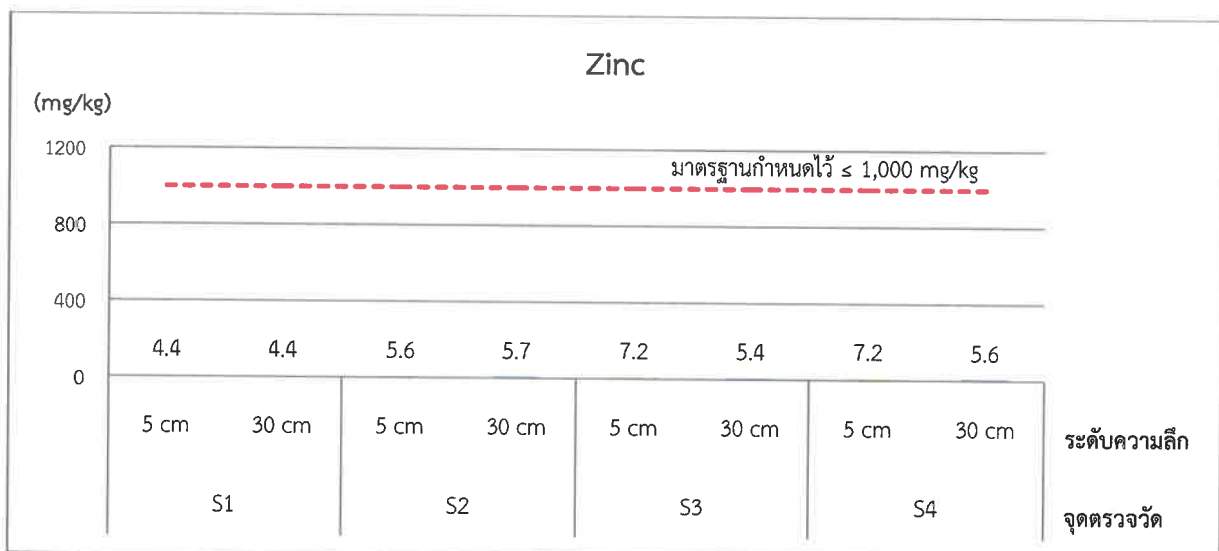 Zinc
(mg/kg)
1200
มาตรฐานกำหนดไว้ ≤ 1,000 mg/kg
800
400
4.4 4.4 5.6 5.7 7.2 5.4 7.2 5.6
0
5 cm 30 cm 5 cm 30 cm 5 cm 30 cm 5 cm 30 cm ระดับความลึก
S1 S2 S3 S4 จุดตรวจวัด